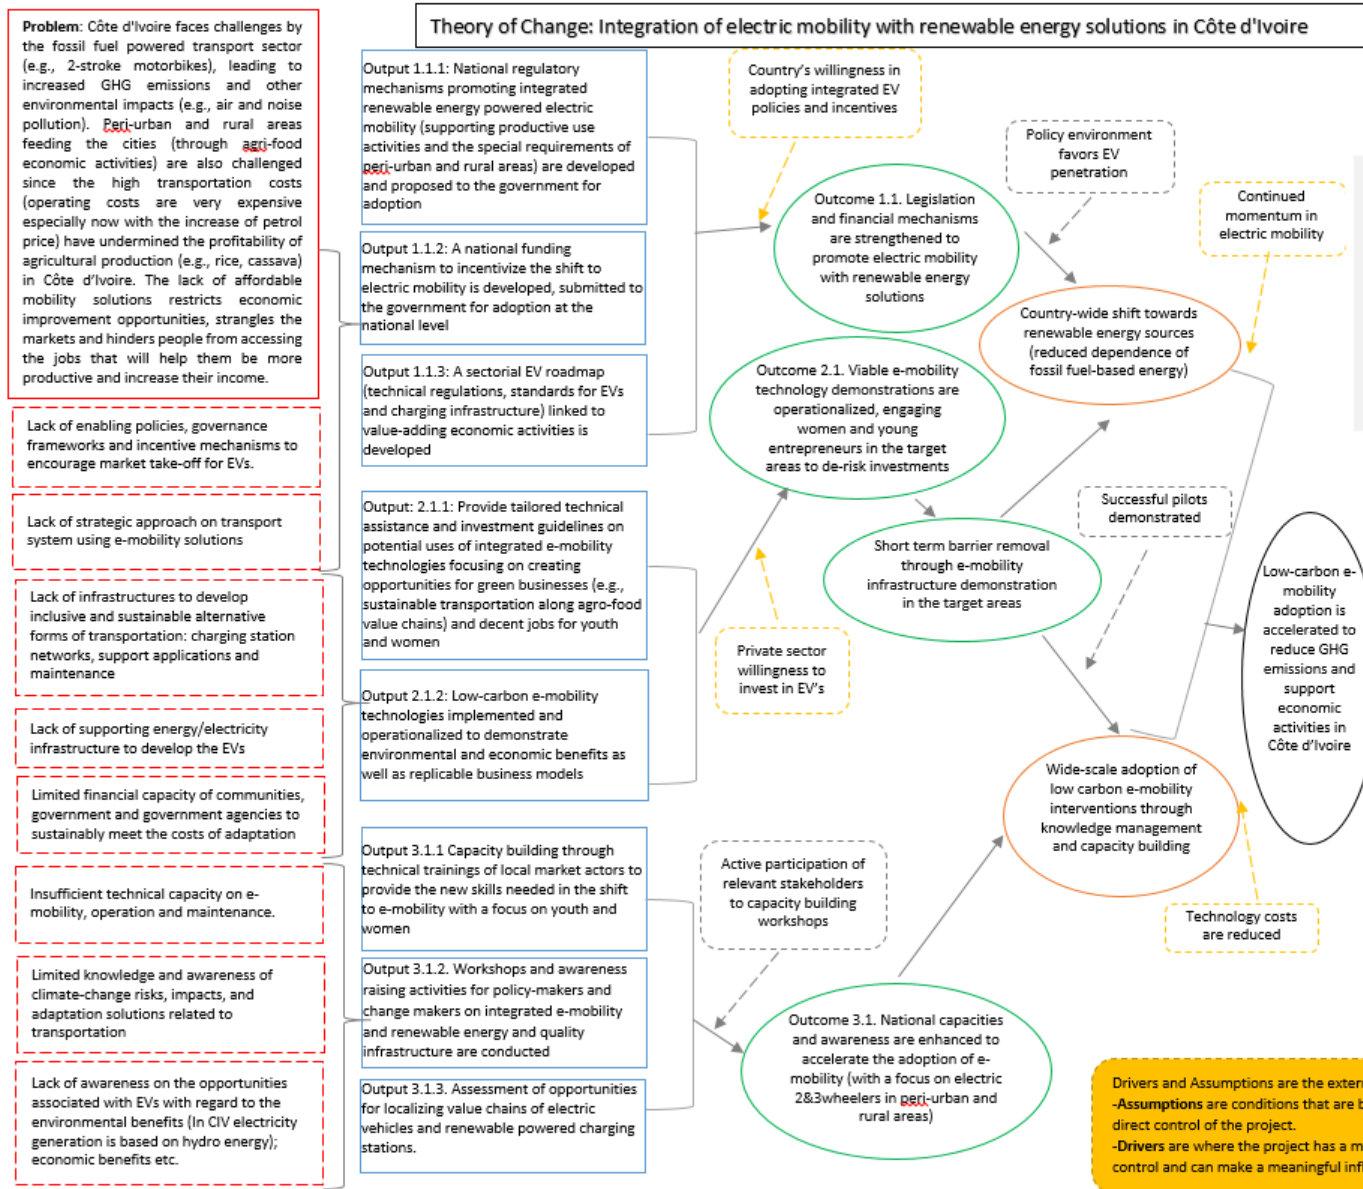 Theory of Change: Integration of electric mobility with renewable energy solutions in Côte d'Ivoire
Problem: Côte d'Ivoire faces challenges by
the fossil fuel powered transport sector
(e.g., 2-stroke motorbikes), leading to
increased GHG emissions and other
environmental impacts (e.g., air and noise
pollution). Peri-urban and rural areas
feeding the cities (through agri-food
economic activities) are also challenged
since the high transportation costs
(operating costs are very expensive
especially now with the increase of petrol
price) have undermined the profitability of
agricultural production (e.g., rice, cassava)
in Côte d'Ivoire. The lack of affordable
mobility solutions restricts economic
improvement opportunities, strangles the
markets and hinders people from accessing
the jobs that will help them be more
productive and increase their income.
Lack of enabling policies, governance
frameworks and incentive mechanisms to
encourage market take-off for EVs.
Lack of strategic approach on transport
system using e-mobility solutions
Lack of infrastructures to develop
inclusive and sustainable alternative
forms of transportation: charging station
networks, support applications and
maintenance
Lack of supporting energy/electricity
infrastructure to develop the EVs
Limited financial capacity of communities,
government and government agencies to
sustainably meet the costs of adaptation
Insufficient technical capacity on e-
mobility, operation and maintenance.
Limited knowledge and awareness of
climate-change risks, impacts, and
adaptation solutions related to
transportation
Lack of awareness on the opportunities
associated with EVs with regard to the
environmental benefits (In CIV electricity
generation is based on hydro energy);
economic benefits etc.
Output 1.1.1: National regulatory
mechanisms promoting integrated
renewable energy powered electric
mobility (supporting productive use
activities and the special requirements of
peri-urban and rural areas) are developed
and proposed to the government for
adoption
Output 1.1.2: A national funding
mechanism to incentivize the shift to
electric mobility is developed, submitted to
the government for adoption at the
national level
Output 1.1.3: A sectorial EV roadmap
(technical regulations, standards for EVs
and charging infrastructure) linked to
value-adding economic activities is
developed
Output: 2.1.1: Provide tailored technical
assistance and investment guidelines on
potential uses of integrated e-mobility
technologies focusing on creating
opportunities for green businesses (e.g.,
sustainable transportation along agro-food
value chains) and decent jobs for youth
and women
Output 2.1.2: Low-carbon e-mobility
technologies implemented and
operationalized to demonstrate
environmental and economic benefits as
well as replicable business models
Output 3.1.1 Capacity building through
technical trainings of local market actors to
provide the new skills needed in the shift
to e-mobility with a focus on youth and
women
Output 3.1.2. Workshops and awareness
raising activities for policy-makers and
change makers on integrated e-mobility
and renewable energy and quality
infrastructure are conducted
Output 3.1.3. Assessment of opportunities
for localizing value chains of electric
vehicles and renewable powered charging
stations.
Country's willingness in
adopting integrated EV
policies and incentives
Outcome 1.1. Legislation
and financial mechanisms
are strengthened to
promote electric mobility
with renewable energy
solutions
Outcome 2.1. Viable e-mobility
technology demonstrations are
operationalized, engaging
women and young
entrepreneurs in the target
areas to de-risk investments
Short term barrier removal
through e-mobility
infrastructure demonstration
in the target areas
Private sector
willingness to
invest in EV's
Active participation of
relevant stakeholders
to capacity building
workshops
Outcome 3.1. National capacities
and awareness are enhanced to
accelerate the adoption of e-
mobility (with a focus on electric
2&3wheelers in peri-urban and
rural areas)
Policy environment
favors EV
penetration
Country-wide shift towards
renewable energy sources
(reduced dependence of
fossil fuel-based energy)
Continued
momentum in
electric mobility
Successful pilots
demonstrated
Wide-scale adoption of
low carbon e-mobility
interventions through
knowledge management
and capacity building
Technology costs
are reduced
Low-carbon e-
mobility
adoption is
accelerated to
reduce GHG
emissions and
support
economic
activities in
Côte d'Ivoire
Drivers and Assumptions are the exter
-Assumptions are conditions that are b
direct control of the project.
-Drivers are where the project has a m
control and can make a meaningful inf